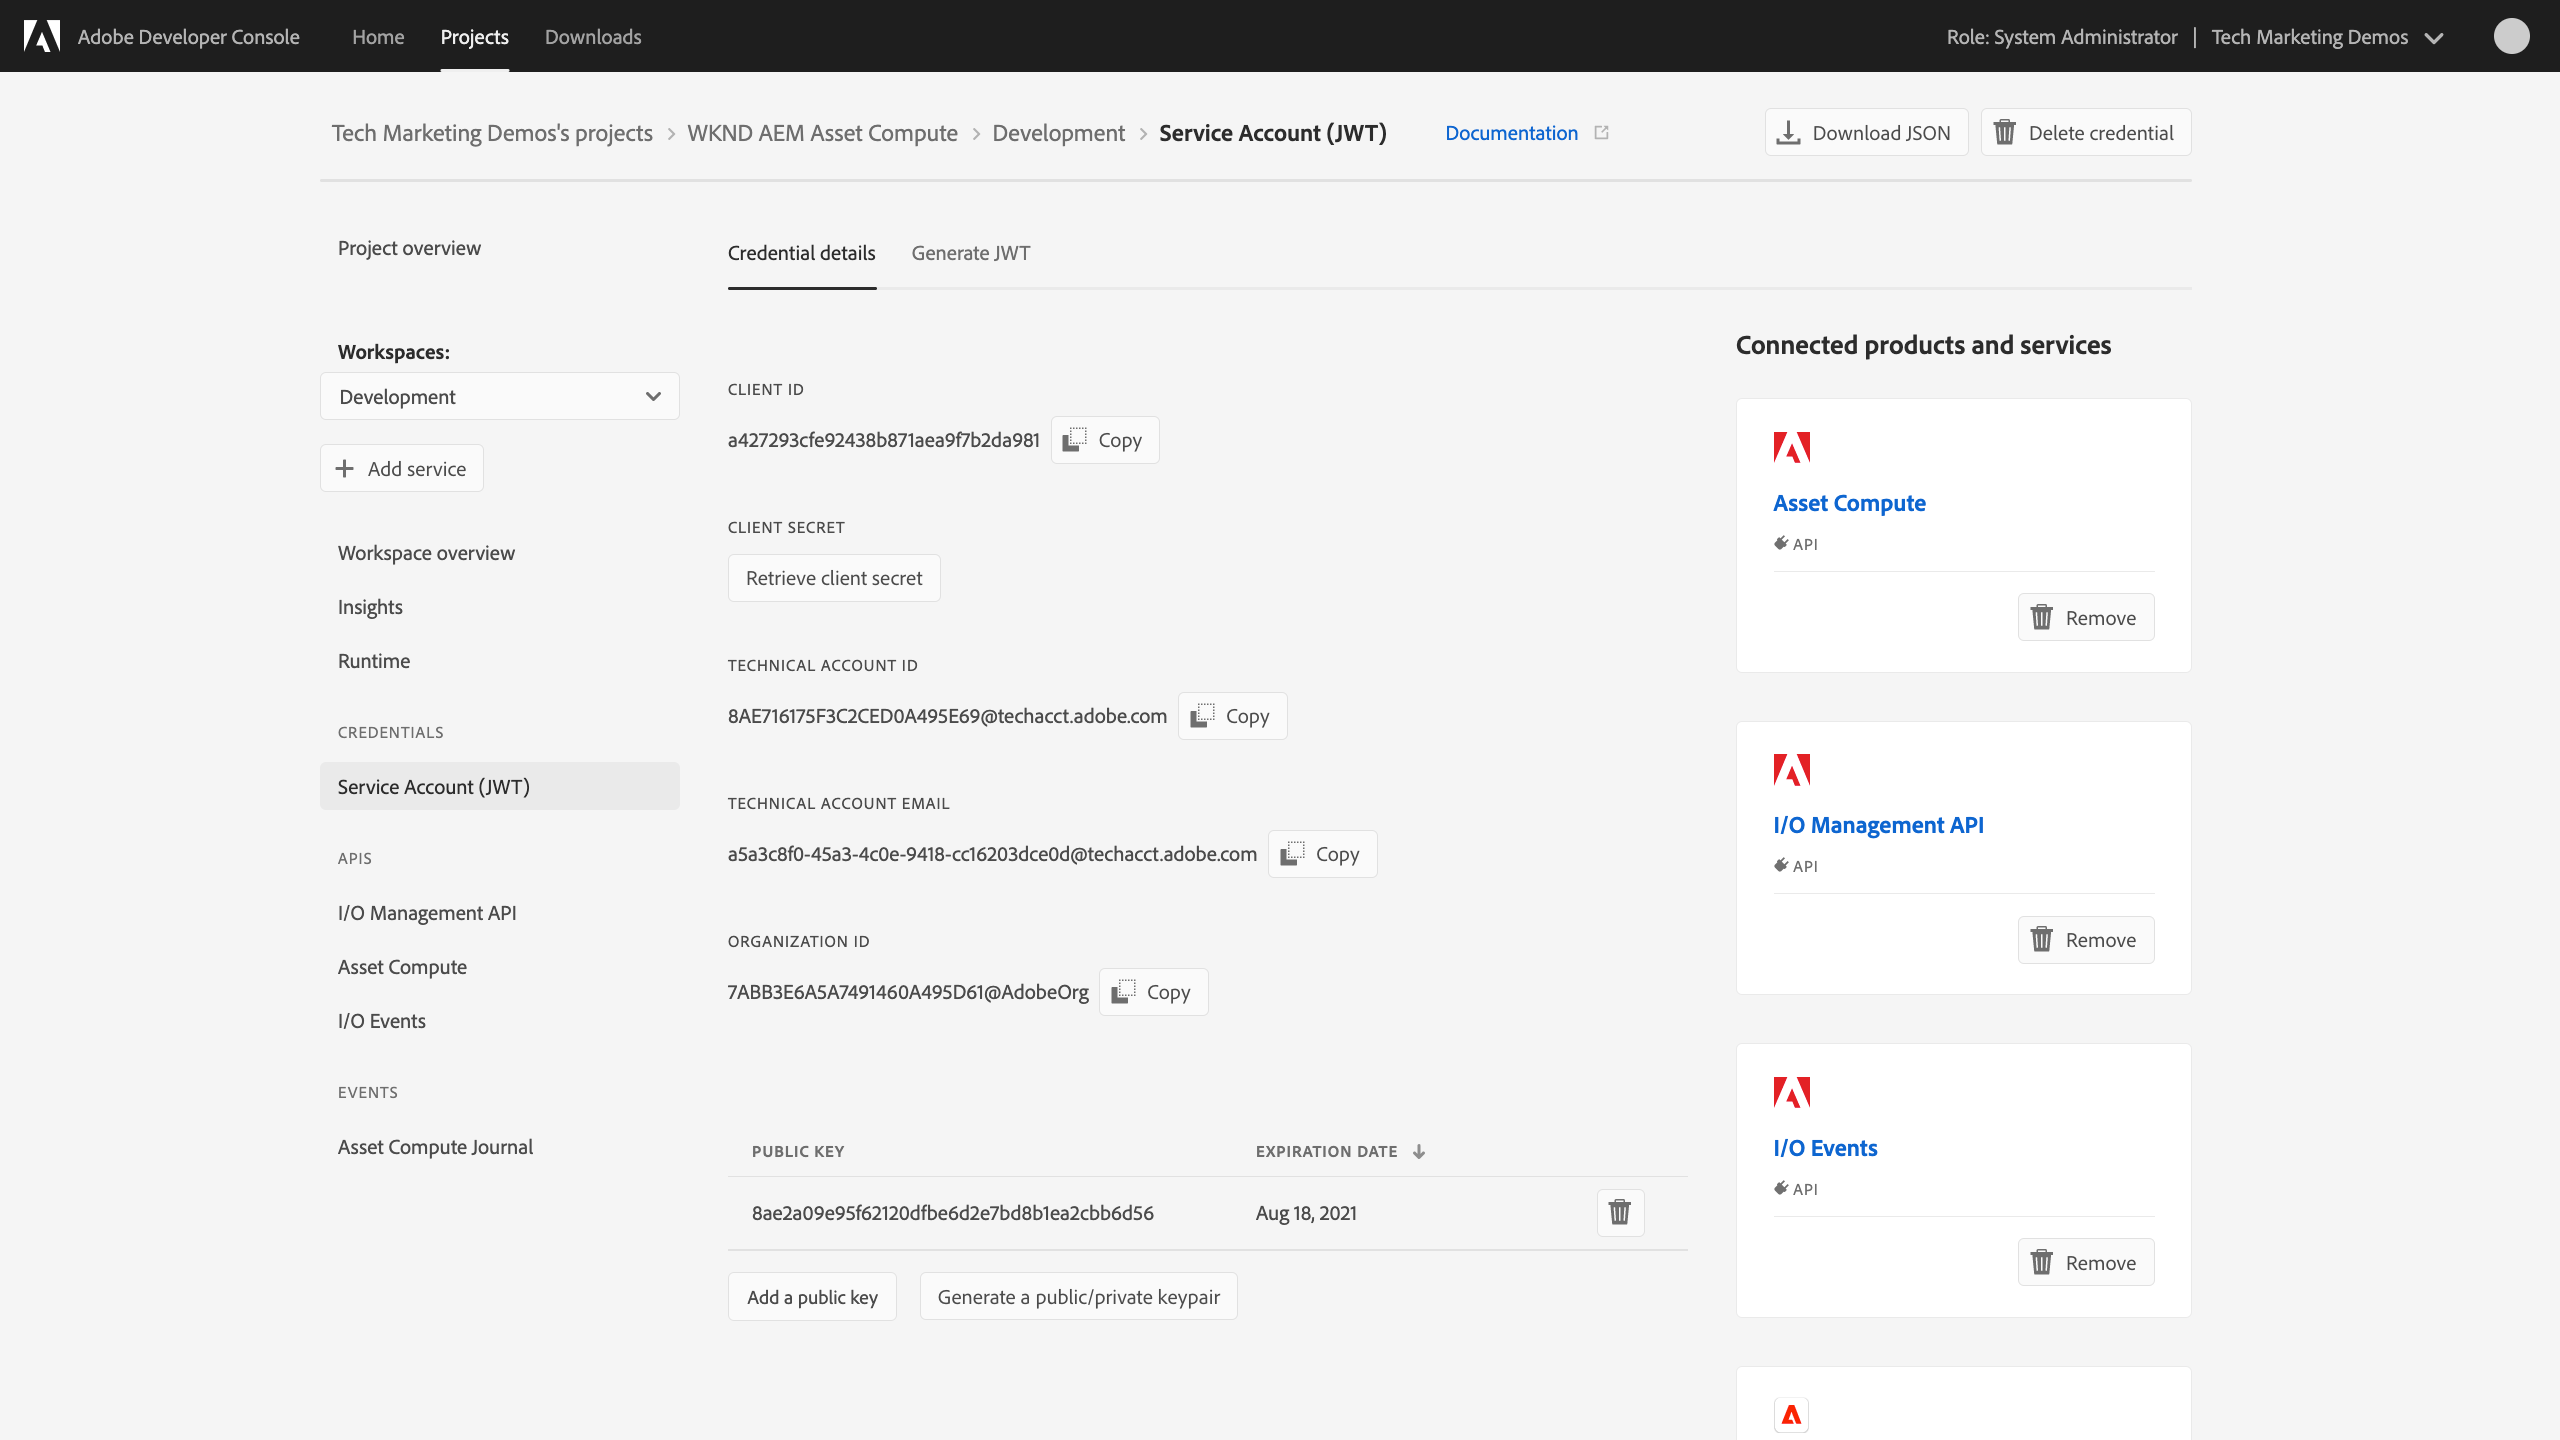 Adobe Developer Console Home Projects Downloads Role: System Administrator | Tech Marketing Demos
Tech Marketing Demos's projects > WKND AEM Asset Compute > Development > Service Account (JWT) Documentation Download JSON Delete credential
Project overview
Workspaces:
Development
Add service
Workspace overview
Insights
Runtime
CREDENTIALS
Service Account (JWT)
APIS
I/O Management API
Asset Compute
I/O Events
EVENTS
Asset Compute Journal
Credential details Generate JWT
CLIENT ID
a427293cfe92438b871aea9f7b2da981 Copy
CLIENT SECRET
Retrieve client secret
TECHNICAL ACCOUNT ID
8AE716175F3C2CED0A495E69@techacct.adobe.com Copy
TECHNICAL ACCOUNT EMAIL
a5a3c8f0-45a3-4c0e-9418-cc16203dce0d@techacct.adobe.com Copy
ORGANIZATION ID
7ABB3E6A5A7491460A495D61@AdobeOrg Copy
PUBLIC KEY EXPIRATION DATE
8ae2a09e95f62120dfbe6d2e7bd8b1ea2cbb6d56 Aug 18, 2021
Add a public key Generate a public/private keypair
Connected products and services
Asset Compute
API
Remove
I/O Management API
API
Remove
I/O Events
API
Remove